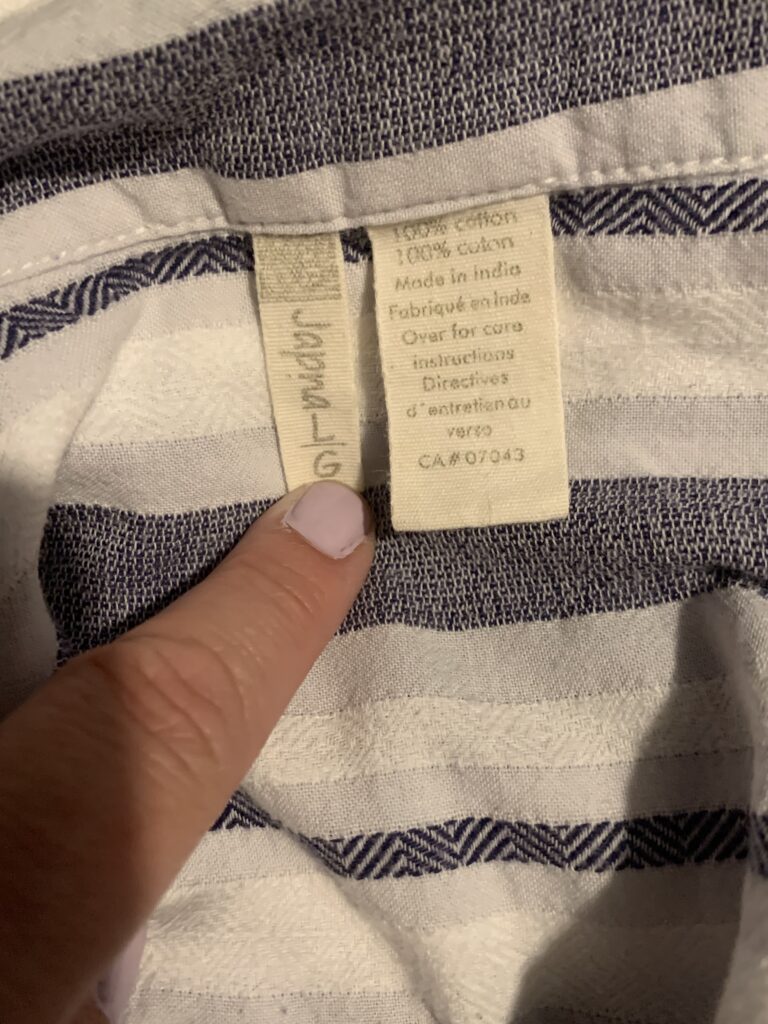 100% cotton
100% coton
Made in India
Fabriqué en Inde
Over for care
instructions
Directives
d'entretien au
verso
CA# 07043